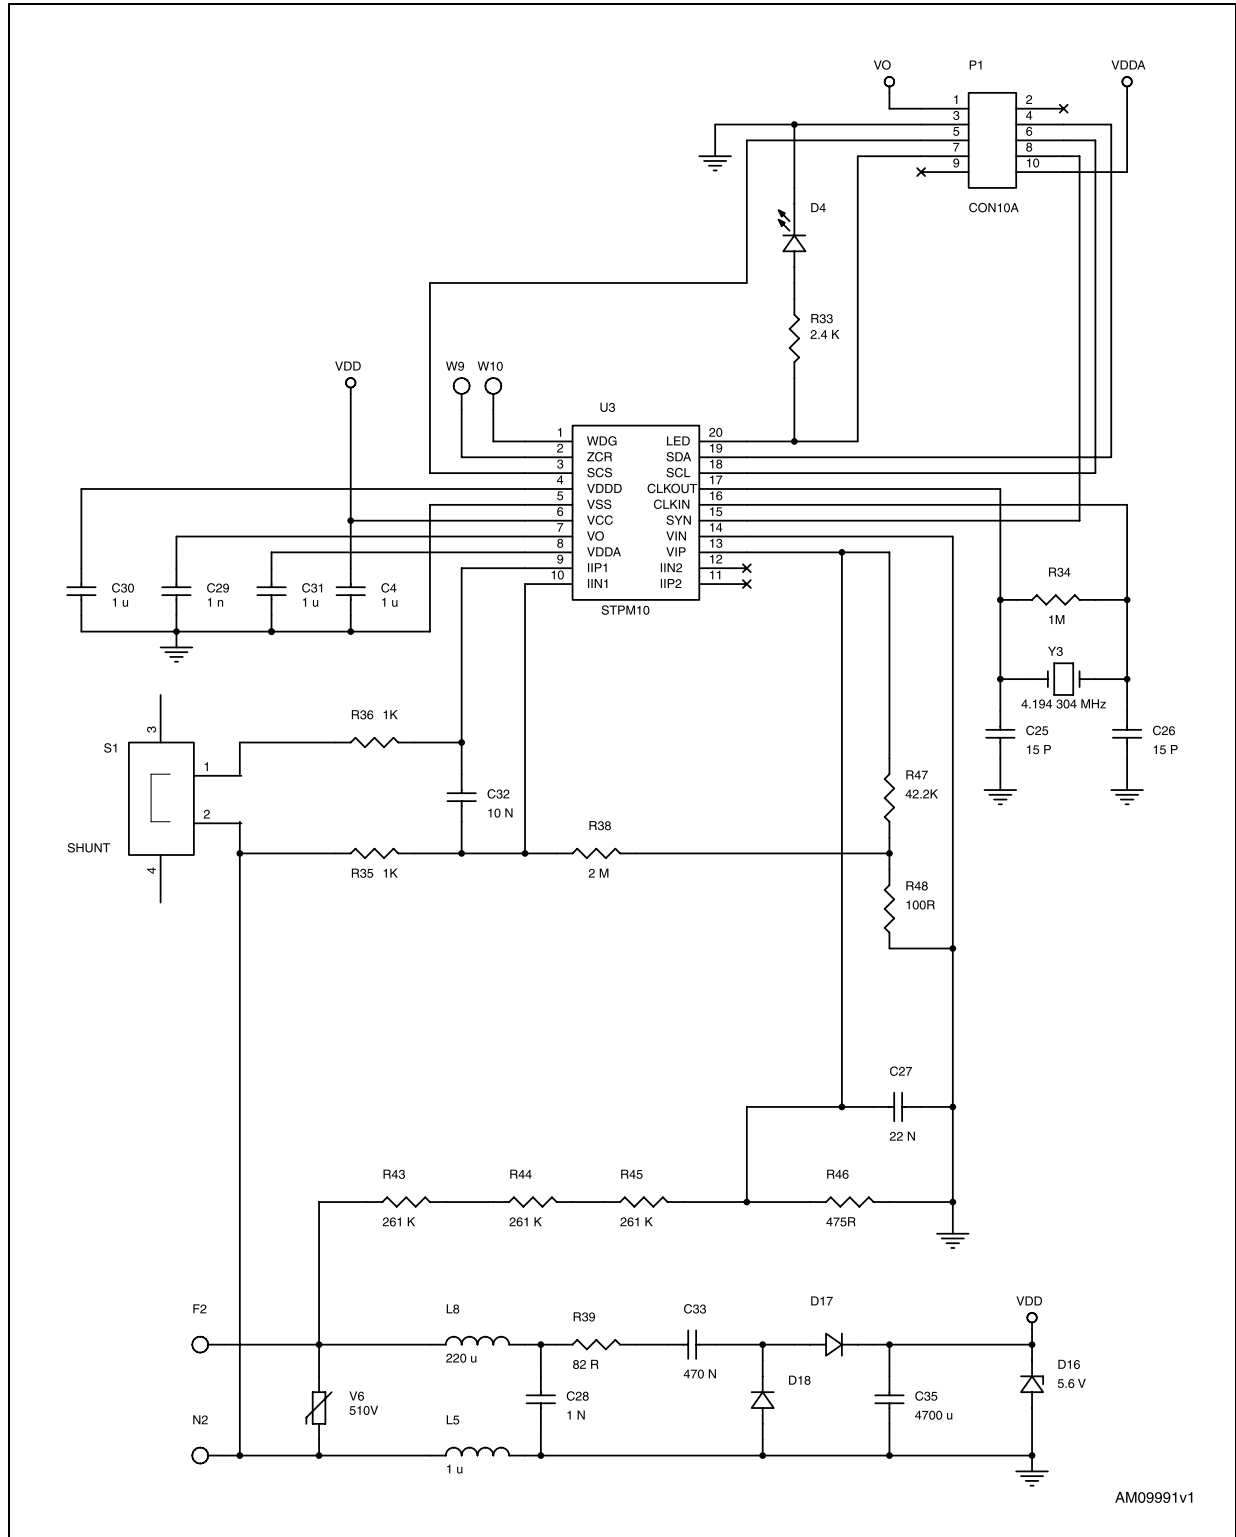 VO P1 VDDA
1 2
3 4
5 6
7 8
9 10
D4 CON10A
R33
2.4 K
VDD W9 W10
U3
1 WDG LED 20
2 ZCR SDA 19
3 SCS SCL 18
4 VDDD CLKOUT 17
5 VSS CLKIN 16
6 VCC SYN 15
7 VO VIN 14
8 VDDA VIP 13
9 IIP1 IIN2 12
10 IIN1 IIP2 11
STPM10
C30
1 u
C29
1 n
C31
1 u
C4
1 u
R34
1M
Y3
4.194 304 MHz
C25
15 P
C26
15 P
S1
3
1
2
4
SHUNT
R36 1K
C32
10 N
R35 1K
R38
2 M
R47
42.2K
R48
100R
C27
22 N
R43
261 K
R44
261 K
R45
261 K
R46
475R
F2
L8
220 u
R39
82 R
C33
470 N
D17
VDD
V6
510V
C28
1 N
D18
C35
4700 u
D16
5.6 V
N2
L5
1 u
AM09991v1